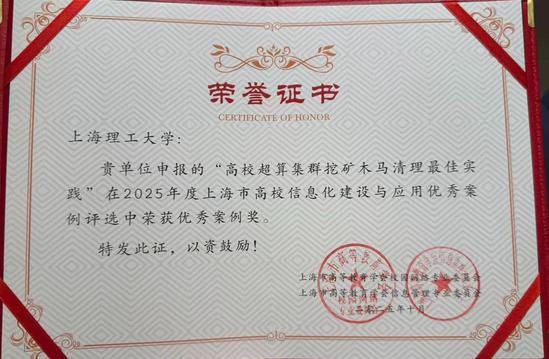 荣誉证书
CERTIFICATE OF HONOR
上海理工大学：
贵单位申报的“高校超算集群挖矿木马清理最佳实
践”在2025年度上海市高校信息化建设与应用优秀案
例评选中荣获优秀案例奖。
特发此证，以资鼓励！
上海市高等教育学会校园网络专业委员会
上海市高等教育学会信息管理专业委员会
二零二五年十月